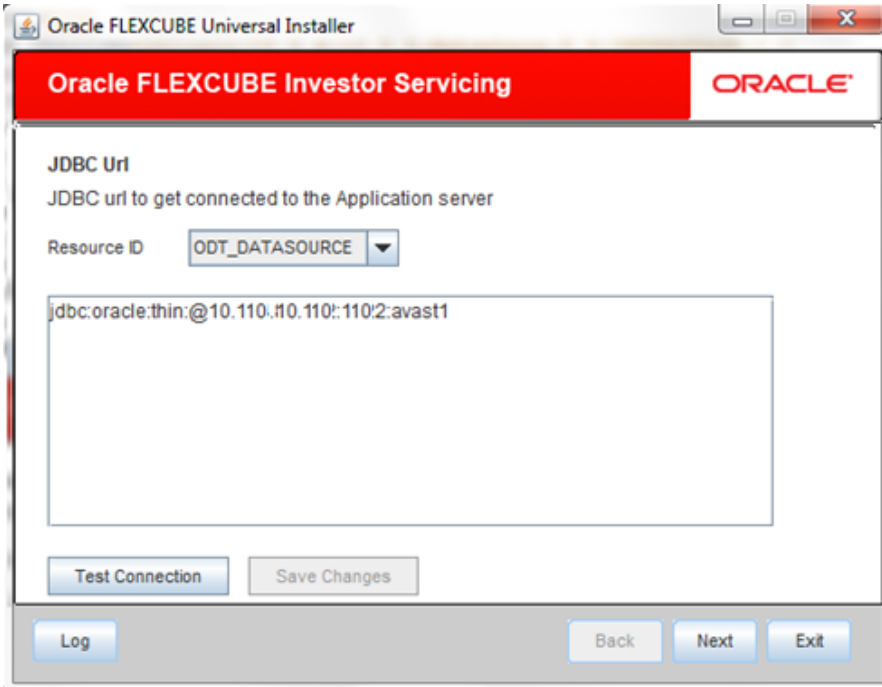 Oracle FLEXCUBE Universal Installer
Oracle FLEXCUBE Investor Servicing
ORACLE
JDBC Url
JDBC url to get connected to the Application server
Resource ID ODT_DATASOURCE
Test Connection Save Changes
Log Back Next Exit